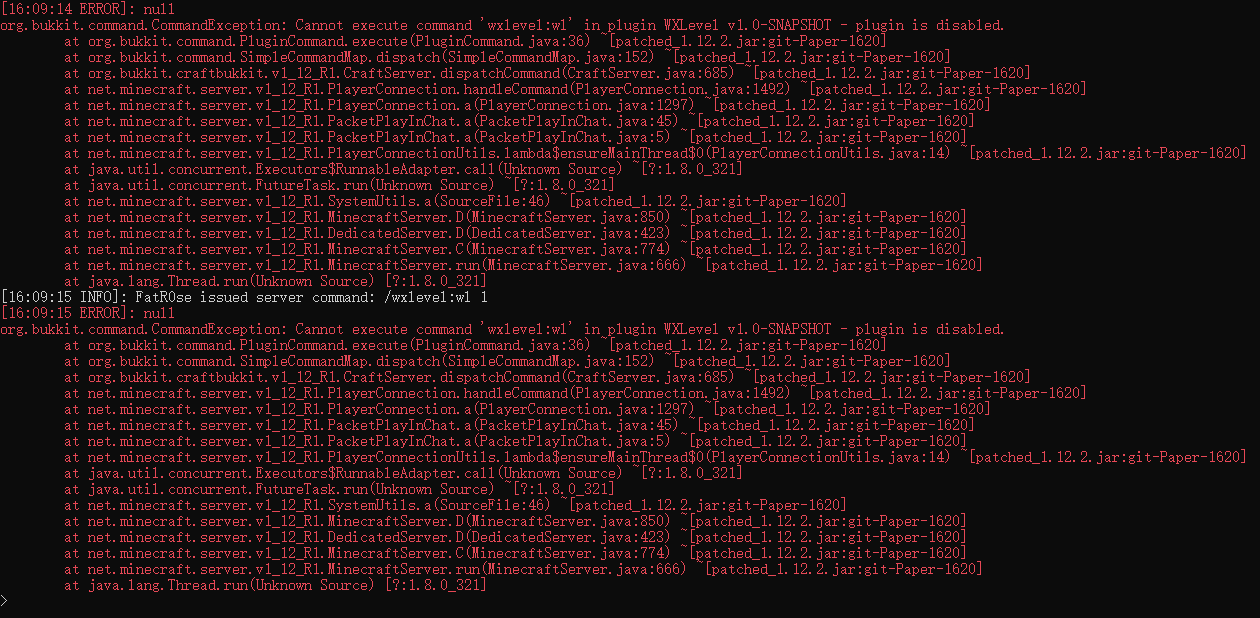 [16:09:14 ERROR]: null
org.bukkit.command.CommandException: Cannot execute command 'wxlevel:wl' in plugin WXLevel v1.0-SNAPSHOT - plugin is disabled.
at org.bukkit.command.PluginCommand.execute(PluginCommand.java:36) ~[patched_1.12.2.jar:git-Paper-1620]
at org.bukkit.command.SimpleCommandMap.dispatch(SimpleCommandMap.java:152) ~[patched_1.12.2.jar:git-Paper-1620]
at org.bukkit.craftbukkit.v1_12_R1.CraftServer.dispatchCommand(CraftServer.java:685) ~[patched_1.12.2.jar:git-Paper-1620]
at net.minecraft.server.v1_12_R1.PlayerConnection.handleCommand(PlayerConnection.java:1492) ~[patched_1.12.2.jar:git-Paper-1620]
at net.minecraft.server.v1_12_R1.PlayerConnection.a(PlayerConnection.java:1297) ~[patched_1.12.2.jar:git-Paper-1620]
at net.minecraft.server.v1_12_R1.PacketPlayInChat.a(PacketPlayInChat.java:45) ~[patched_1.12.2.jar:git-Paper-1620]
at net.minecraft.server.v1_12_R1.PacketPlayInChat.a(PacketPlayInChat.java:5) ~[patched_1.12.2.jar:git-Paper-1620]
at net.minecraft.server.v1_12_R1.PlayerConnectionUtils.lambda$ensureMainThread$0(PlayerConnectionUtils.java:14) ~[patched_1.12.2.jar:git-Paper-1620]
at java.util.concurrent.Executors$RunnableAdapter.call(Unknown Source) ~[?:1.8.0_321]
at java.util.concurrent.FutureTask.run(Unknown Source) ~[?:1.8.0_321]
at net.minecraft.server.v1_12_R1.SystemUtils.a(SourceFile:46) ~[patched_1.12.2.jar:git-Paper-1620]
at net.minecraft.server.v1_12_R1.MinecraftServer.D(MinecraftServer.java:850) ~[patched_1.12.2.jar:git-Paper-1620]
at net.minecraft.server.v1_12_R1.DedicatedServer.D(DedicatedServer.java:423) ~[patched_1.12.2.jar:git-Paper-1620]
at net.minecraft.server.v1_12_R1.MinecraftServer.C(MinecraftServer.java:774) ~[patched_1.12.2.jar:git-Paper-1620]
at net.minecraft.server.v1_12_R1.MinecraftServer.run(MinecraftServer.java:666) ~[patched_1.12.2.jar:git-Paper-1620]
at java.lang.Thread.run(Unknown Source) [?:1.8.0_321]
[16:09:15 INFO]: FatR0se issued server command: /wxlevel:wl 1
[16:09:15 ERROR]: null
org.bukkit.command.CommandException: Cannot execute command 'wxlevel:wl' in plugin WXLevel v1.0-SNAPSHOT - plugin is disabled.
at org.bukkit.command.PluginCommand.execute(PluginCommand.java:36) ~[patched_1.12.2.jar:git-Paper-1620]
at org.bukkit.command.SimpleCommandMap.dispatch(SimpleCommandMap.java:152) ~[patched_1.12.2.jar:git-Paper-1620]
at org.bukkit.craftbukkit.v1_12_R1.CraftServer.dispatchCommand(CraftServer.java:685) ~[patched_1.12.2.jar:git-Paper-1620]
at net.minecraft.server.v1_12_R1.PlayerConnection.handleCommand(PlayerConnection.java:1492) ~[patched_1.12.2.jar:git-Paper-1620]
at net.minecraft.server.v1_12_R1.PlayerConnection.a(PlayerConnection.java:1297) ~[patched_1.12.2.jar:git-Paper-1620]
at net.minecraft.server.v1_12_R1.PacketPlayInChat.a(PacketPlayInChat.java:45) ~[patched_1.12.2.jar:git-Paper-1620]
at net.minecraft.server.v1_12_R1.PacketPlayInChat.a(PacketPlayInChat.java:5) ~[patched_1.12.2.jar:git-Paper-1620]
at net.minecraft.server.v1_12_R1.PlayerConnectionUtils.lambda$ensureMainThread$0(PlayerConnectionUtils.java:14) ~[patched_1.12.2.jar:git-Paper-1620]
at java.util.concurrent.Executors$RunnableAdapter.call(Unknown Source) ~[?:1.8.0_321]
at java.util.concurrent.FutureTask.run(Unknown Source) ~[?:1.8.0_321]
at net.minecraft.server.v1_12_R1.SystemUtils.a(SourceFile:46) ~[patched_1.12.2.jar:git-Paper-1620]
at net.minecraft.server.v1_12_R1.MinecraftServer.D(MinecraftServer.java:850) ~[patched_1.12.2.jar:git-Paper-1620]
at net.minecraft.server.v1_12_R1.DedicatedServer.D(DedicatedServer.java:423) ~[patched_1.12.2.jar:git-Paper-1620]
at net.minecraft.server.v1_12_R1.MinecraftServer.C(MinecraftServer.java:774) ~[patched_1.12.2.jar:git-Paper-1620]
at net.minecraft.server.v1_12_R1.MinecraftServer.run(MinecraftServer.java:666) ~[patched_1.12.2.jar:git-Paper-1620]
at java.lang.Thread.run(Unknown Source) [?:1.8.0_321]
>